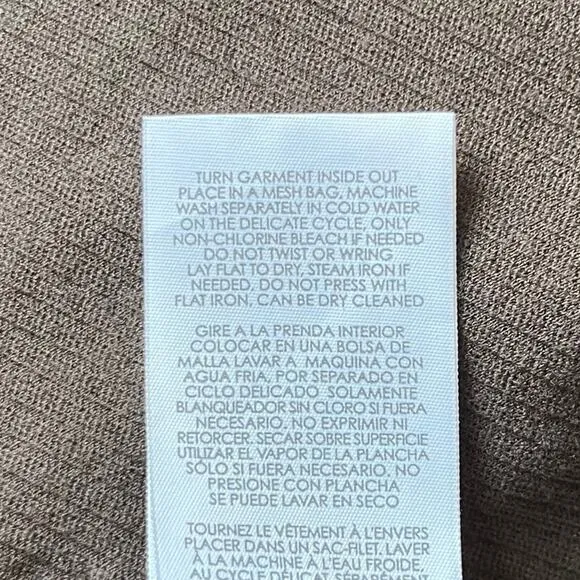 TURN GARMENT INSIDE OUT
PLACE IN A MESH BAG, MACHINE
WASH SEPARATELY IN COLD WATER
ON THE DELICATE CYCLE, ONLY
NON-CHLORINE BLEACH IF NEEDED
DO NOT TWIST OR WRING
LAY FLAT TO DRY, STEAM IRON IF
NEEDED, DO NOT PRESS WITH
FLAT IRON, CAN BE DRY CLEANED
GIRE A LA PRENDA INTERIOR
COLOCAR EN UNA BOLSA DE
MALLA LAVAR A MAQUINA CON
AGUA FRIA, POR SEPARADO EN
CICLO DELICADO SOLAMENTE
BLANQUEADOR SIN CLORO SI FUERA
NECESARIO. NO EXPRIMIR NI
RETORCER. SECAR SOBRE SUPERFICIE
UTILIZAR EL VAPOR DE LA PLANCHA
SÓLO SI FUERA NECESARIO. NO
PRESIONE CON PLANCHA
SE PUEDE LAVAR EN SECO
TOURNEZ LE VÊTEMENT À L'ENVERS
PLACER DANS UN SAC-FILET. LAVER
À LA MACHINE À L'EAU FROIDE,
AU CYCLE DÉLICAT, SÉPARÉMENT